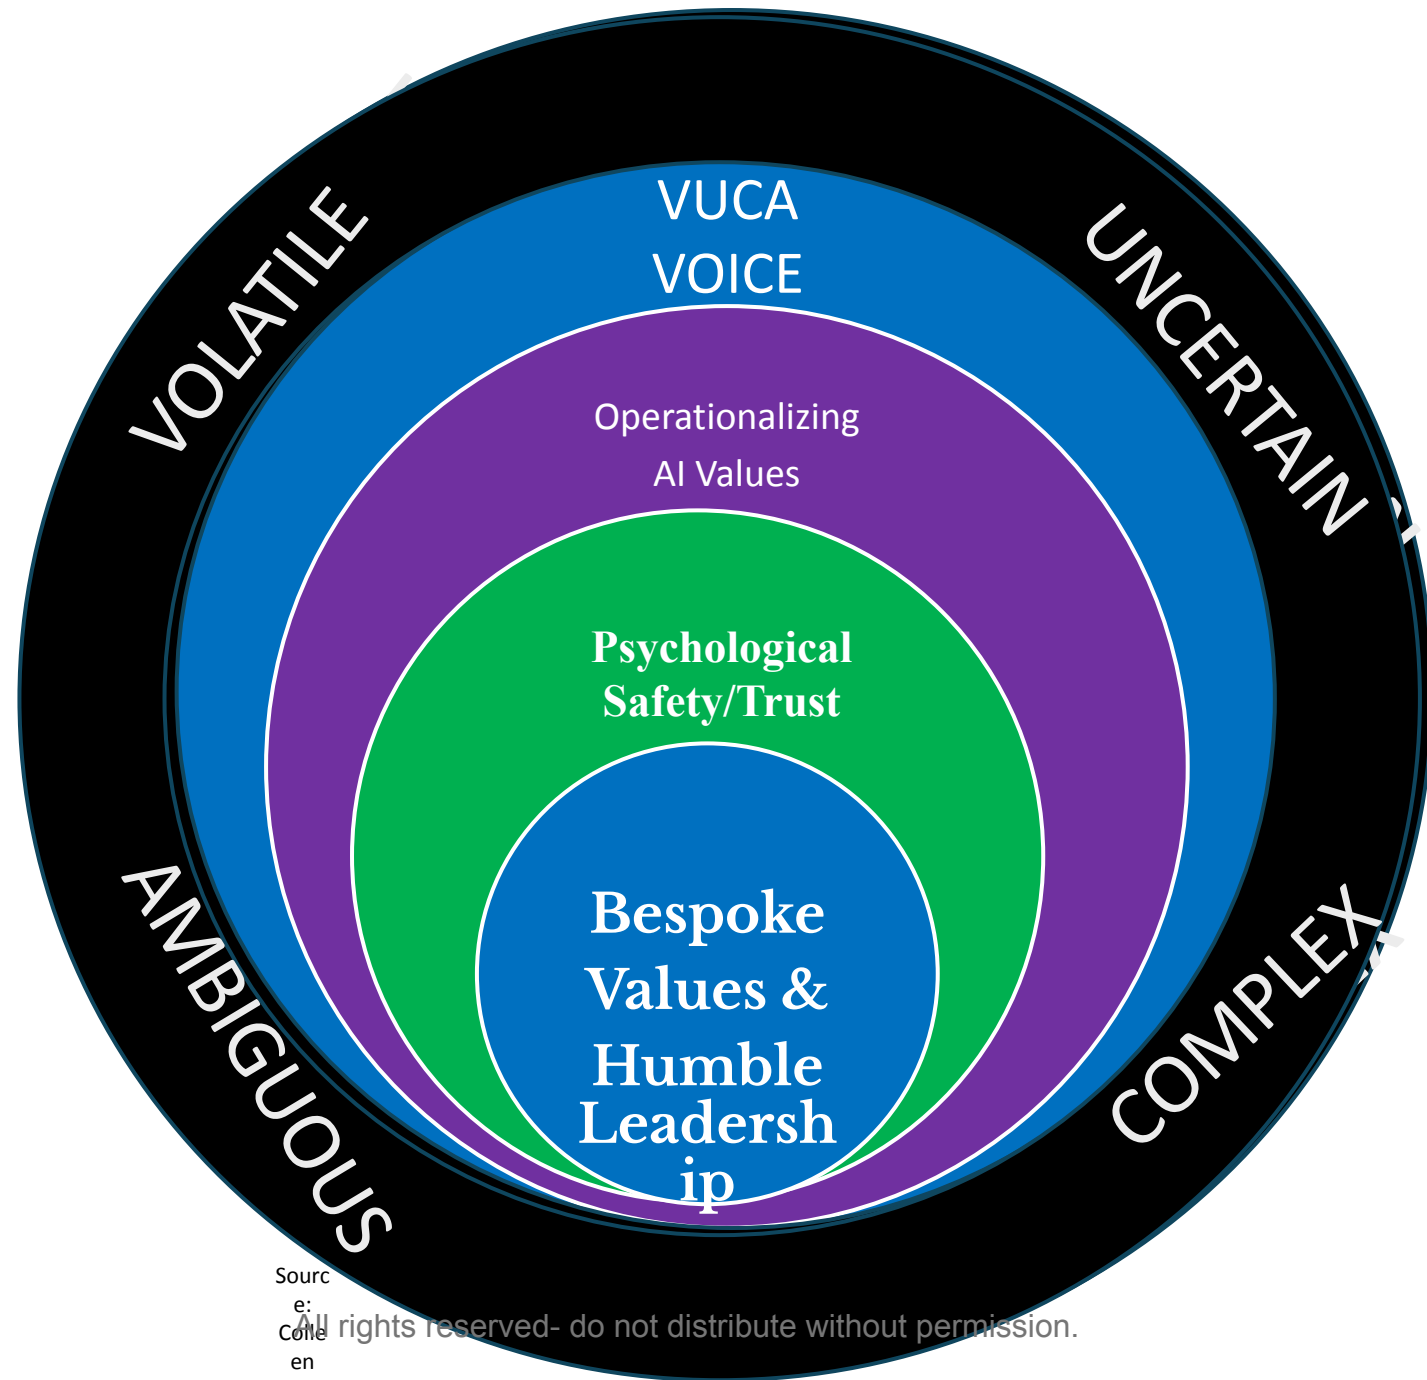 VOLATILE
UNCERTAIN
VUCA
VOICE
Operationalizing
AI Values
Psychological
Safety/Trust
Bespoke
Values &
Humble
Leadersh
ip
AMBIGUOUS
COMPLEX
Sourc
e:
Colle
en
All rights reserved- do not distribute without permission.